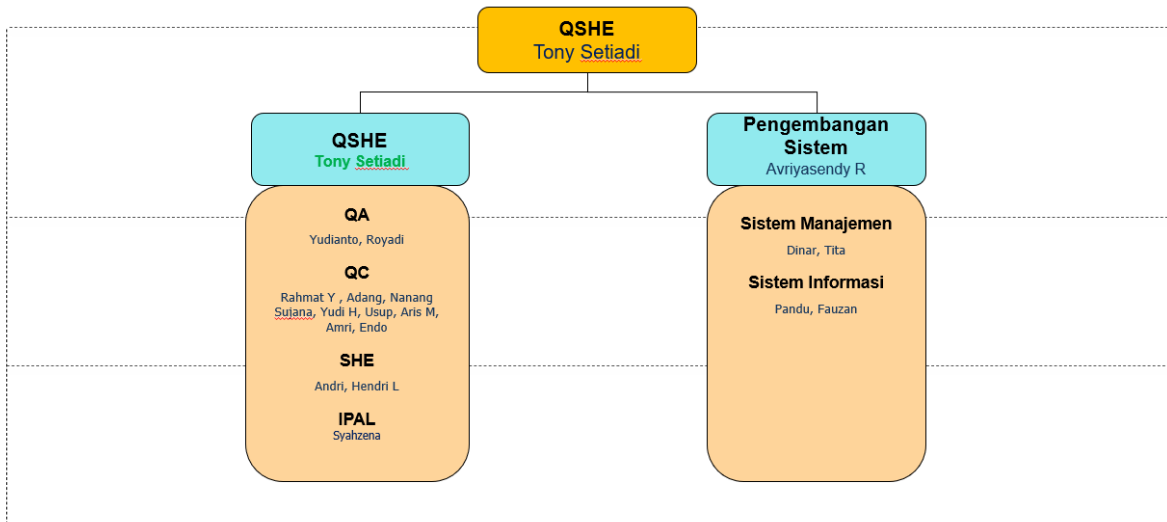 QSHE
Tony Setiadi
QSHE
Tony Setiadi
QA
Yudianto, Royadi
QC
Rahmat Y , Adang, Nanang
Sujana, Yudi H, Usup, Aris M,
Amri, Endo
SHE
Andri, Hendri L
IPAL
Syahzena
Pengembangan
Sistem
Avriyasendy R
Sistem Manajemen
Dinar, Tita
Sistem Informasi
Pandu, Fauzan